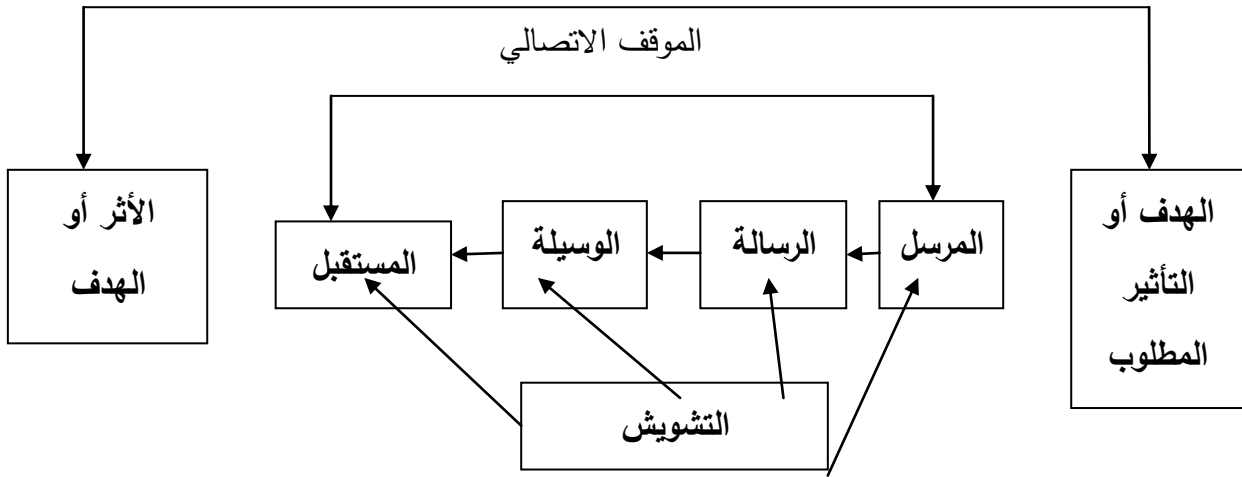 الموقف الاتصالي
الهدف أو
التأثير
المطلوب
المرسل
الرسالة
الوسيلة
المستقبل
الأثر أو
الهدف
التشويش